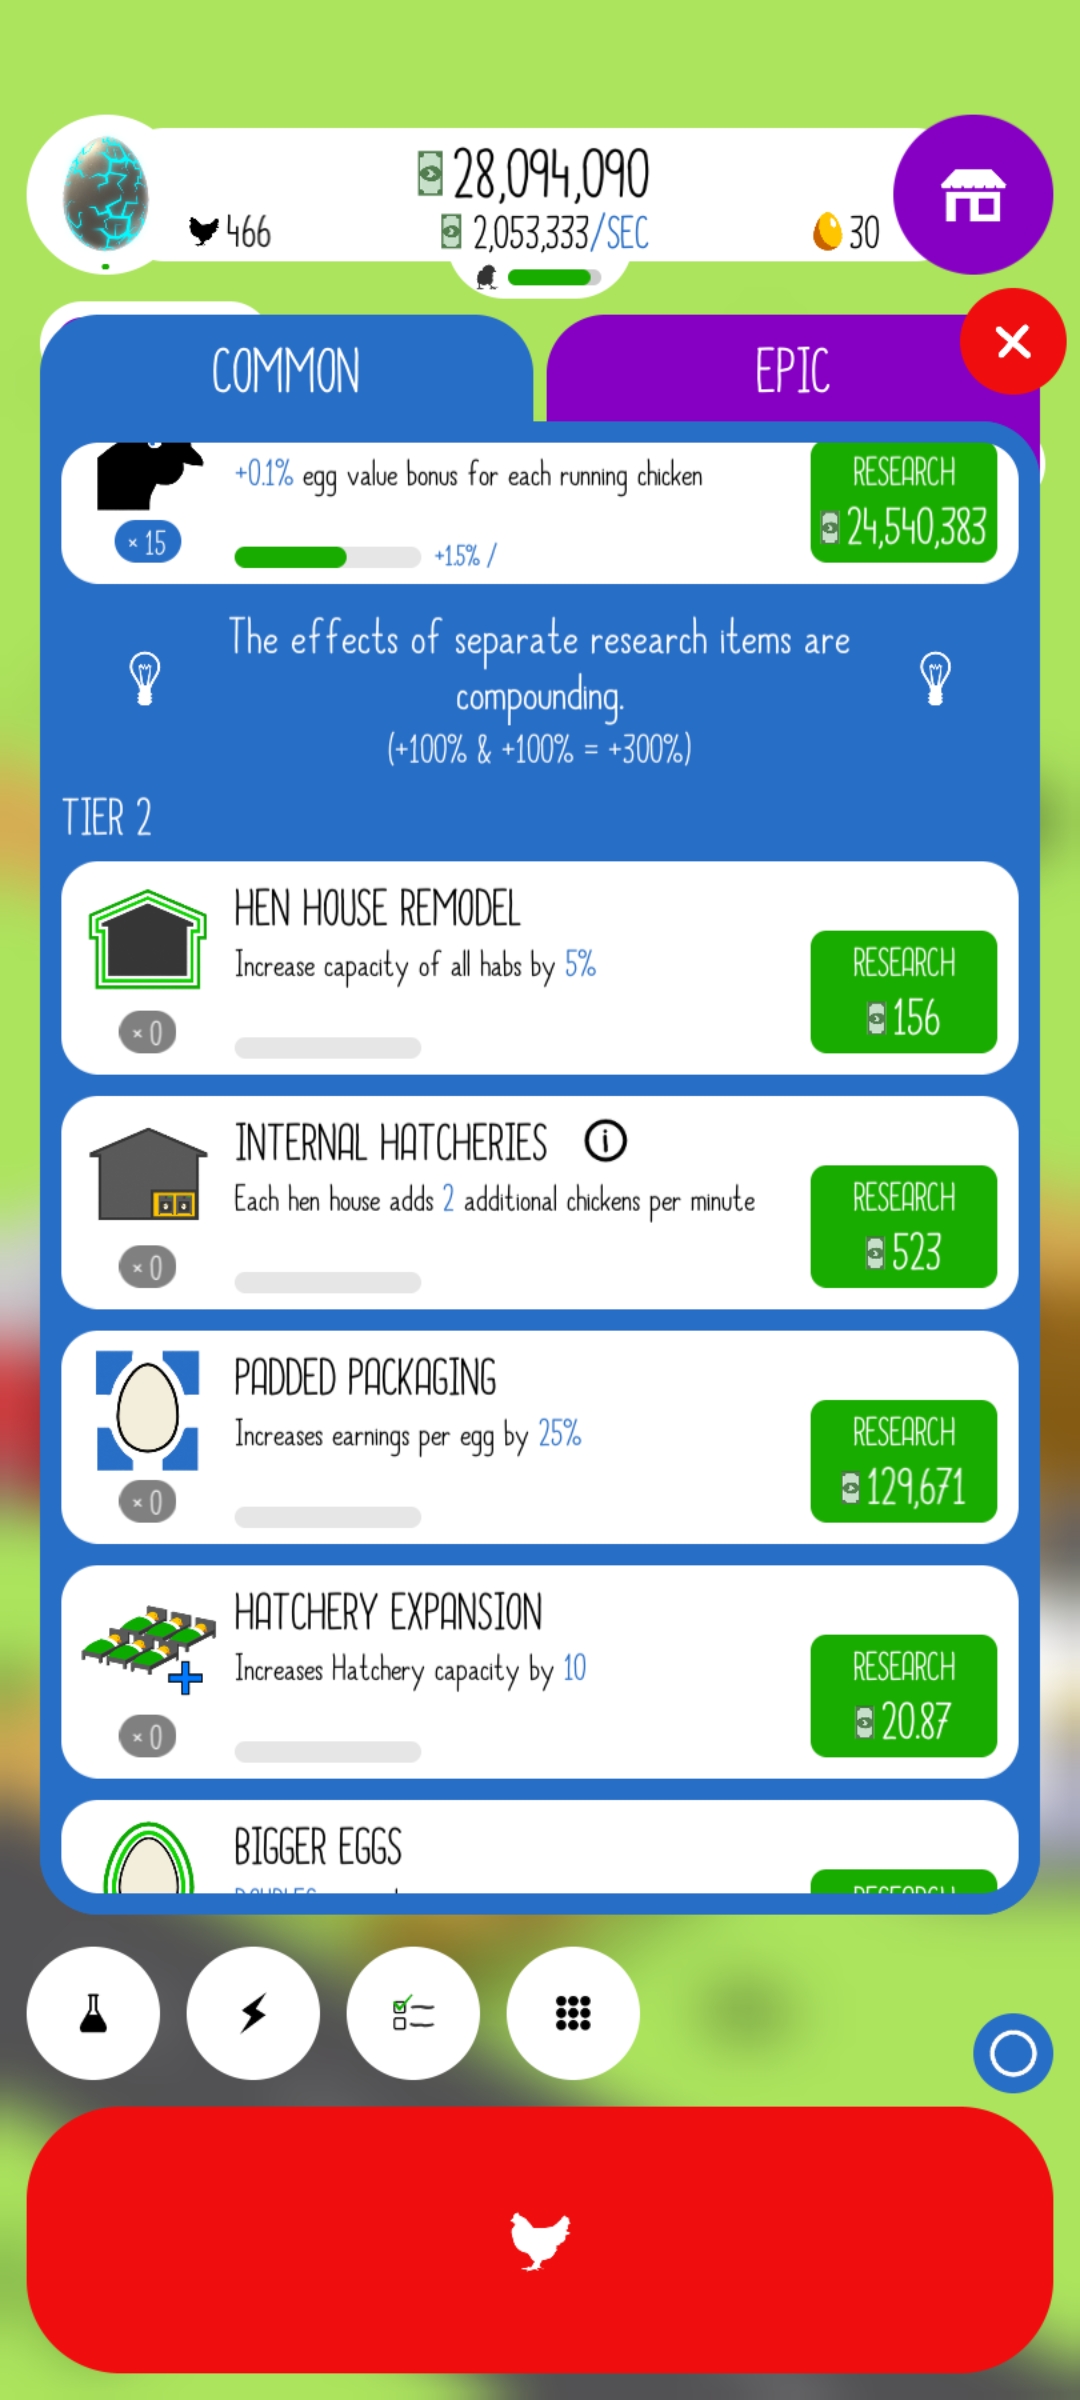 28,094,090
466
2,053,333/SEC
30
COMMON
EPIC
+0.1% egg value bonus for each running chicken
RESEARCH
24,540,383
× 15
+1.5% /
The effects of separate research items are
compounding.
(+100% & +100% = +300%)
TIER 2
HEN HOUSE REMODEL
Increase capacity of all habs by 5%
RESEARCH
156
× 0
INTERNAL HATCHERIES
Each hen house adds 2 additional chickens per minute
RESEARCH
523
× 0
PADDED PACKAGING
Increases earnings per egg by 25%
RESEARCH
129,671
× 0
HATCHERY EXPANSION
Increases Hatchery capacity by 10
RESEARCH
20.87
× 0
BIGGER EGGS